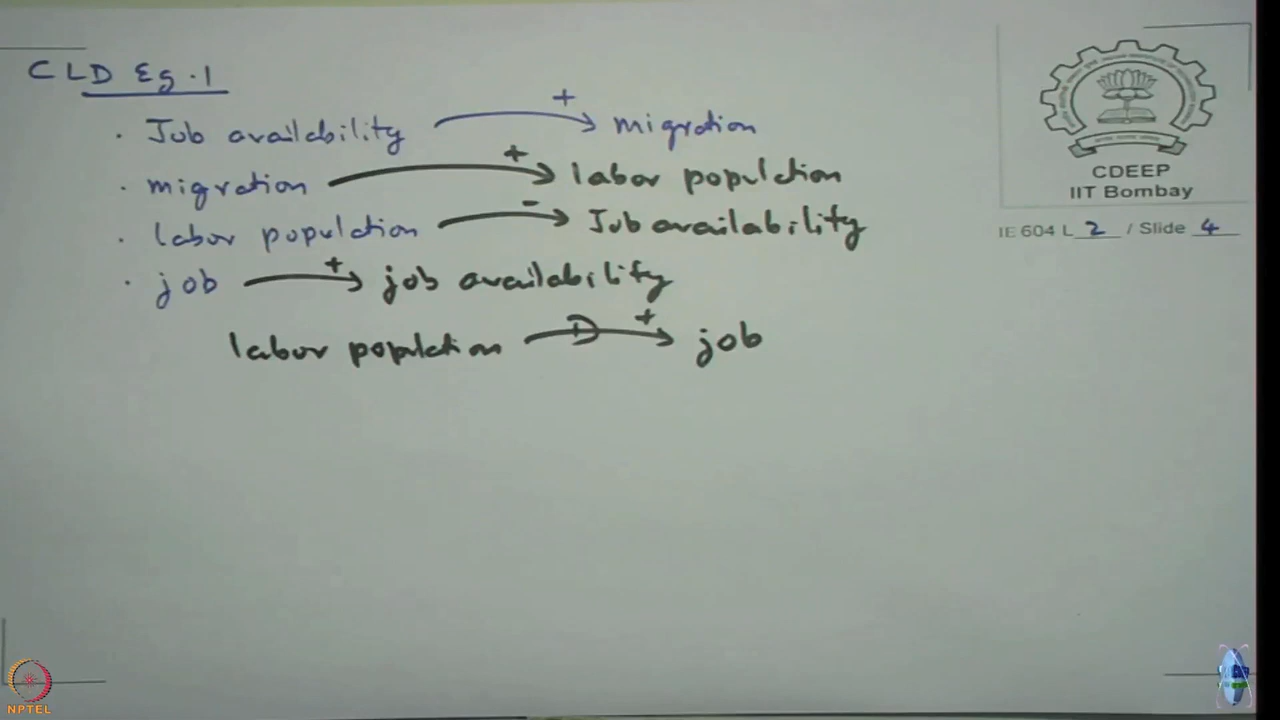 CLD Eg.1
· Job availability → + migration
· migration → + labor population
· labor population → - Job availability
· job → + job availability
labor population → + job
CDEEP
IIT Bombay
IE 604 L 2 / Slide 4
NPTEL